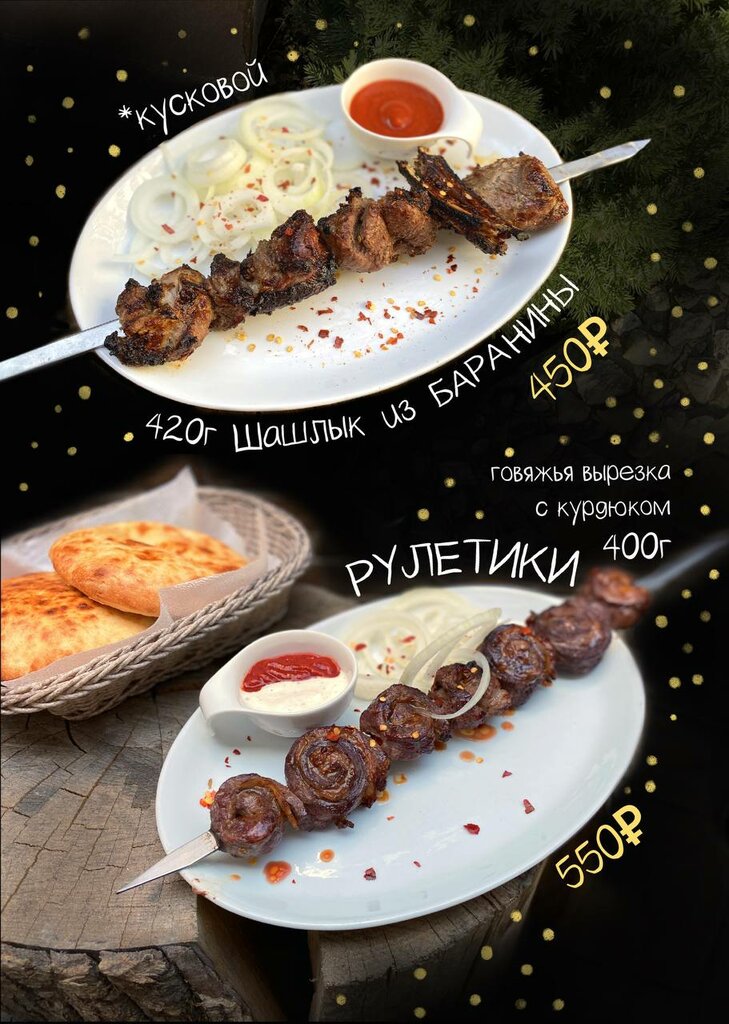 *кусковой
420г Шашлык из БАРАНИНЫ
450₽
говяжья вырезка
с курдюком
РУЛЕТИКИ 400г
550₽